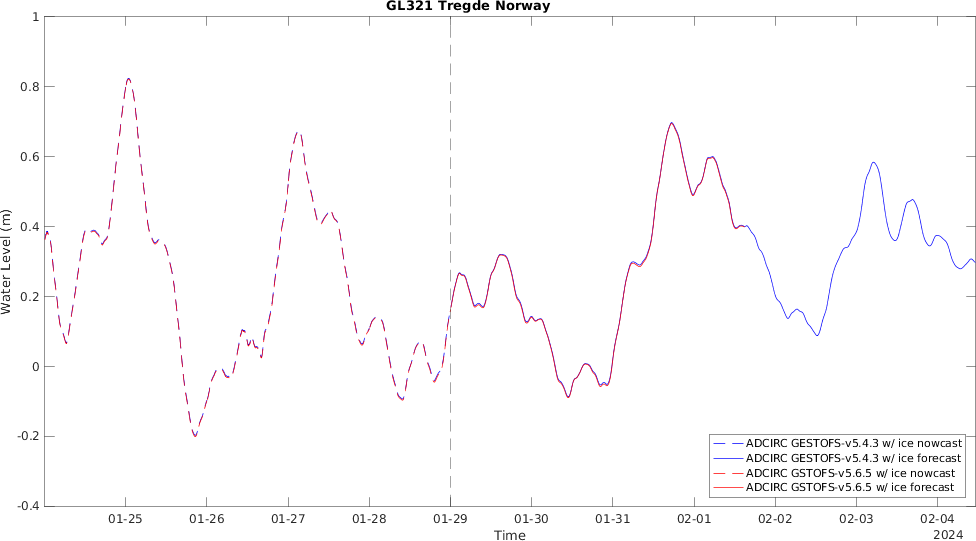 GL321 Tregde Norway
1
0.8
0.6
0.4
0.2
0
-0.2
-0.4
Water Level (m)
01-25 01-26 01-27 01-28 01-29 01-30 01-31 02-01 02-02 02-03 02-04
Time
2024
ADCIRC GESTOFS-v5.4.3 w/ ice nowcast
ADCIRC GESTOFS-v5.4.3 w/ ice forecast
ADCIRC GSTOFS-v5.6.5 w/ ice nowcast
ADCIRC GSTOFS-v5.6.5 w/ ice forecast